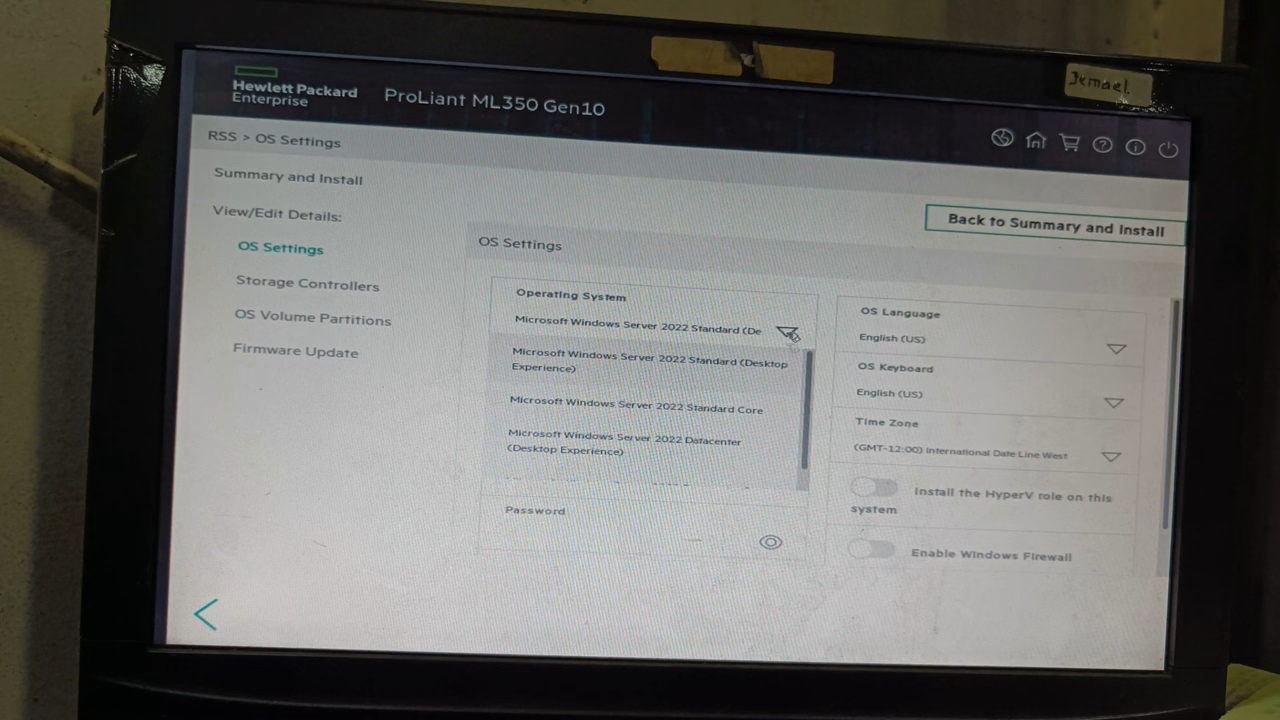 Jemael.
Hewlett Packard
Enterprise
ProLiant ML350 Gen10
RSS > OS Settings
Summary and Install
View/Edit Details:
OS Settings
Storage Controllers
OS Volume Partitions
Firmware Update
Back to Summary and Install
OS Settings
Operating System
Microsoft Windows Server 2022 Standard (De
Microsoft Windows Server 2022 Standard (Desktop
Experience)
Microsoft Windows Server 2022 Standard Core
Microsoft Windows Server 2022 Datacenter
(Desktop Experience)
Password
OS Language
English (US)
OS Keyboard
English (US)
Time Zone
(GMT-12:00) International Date Line West
Install the HyperV role on this
system
Enable Windows Firewall